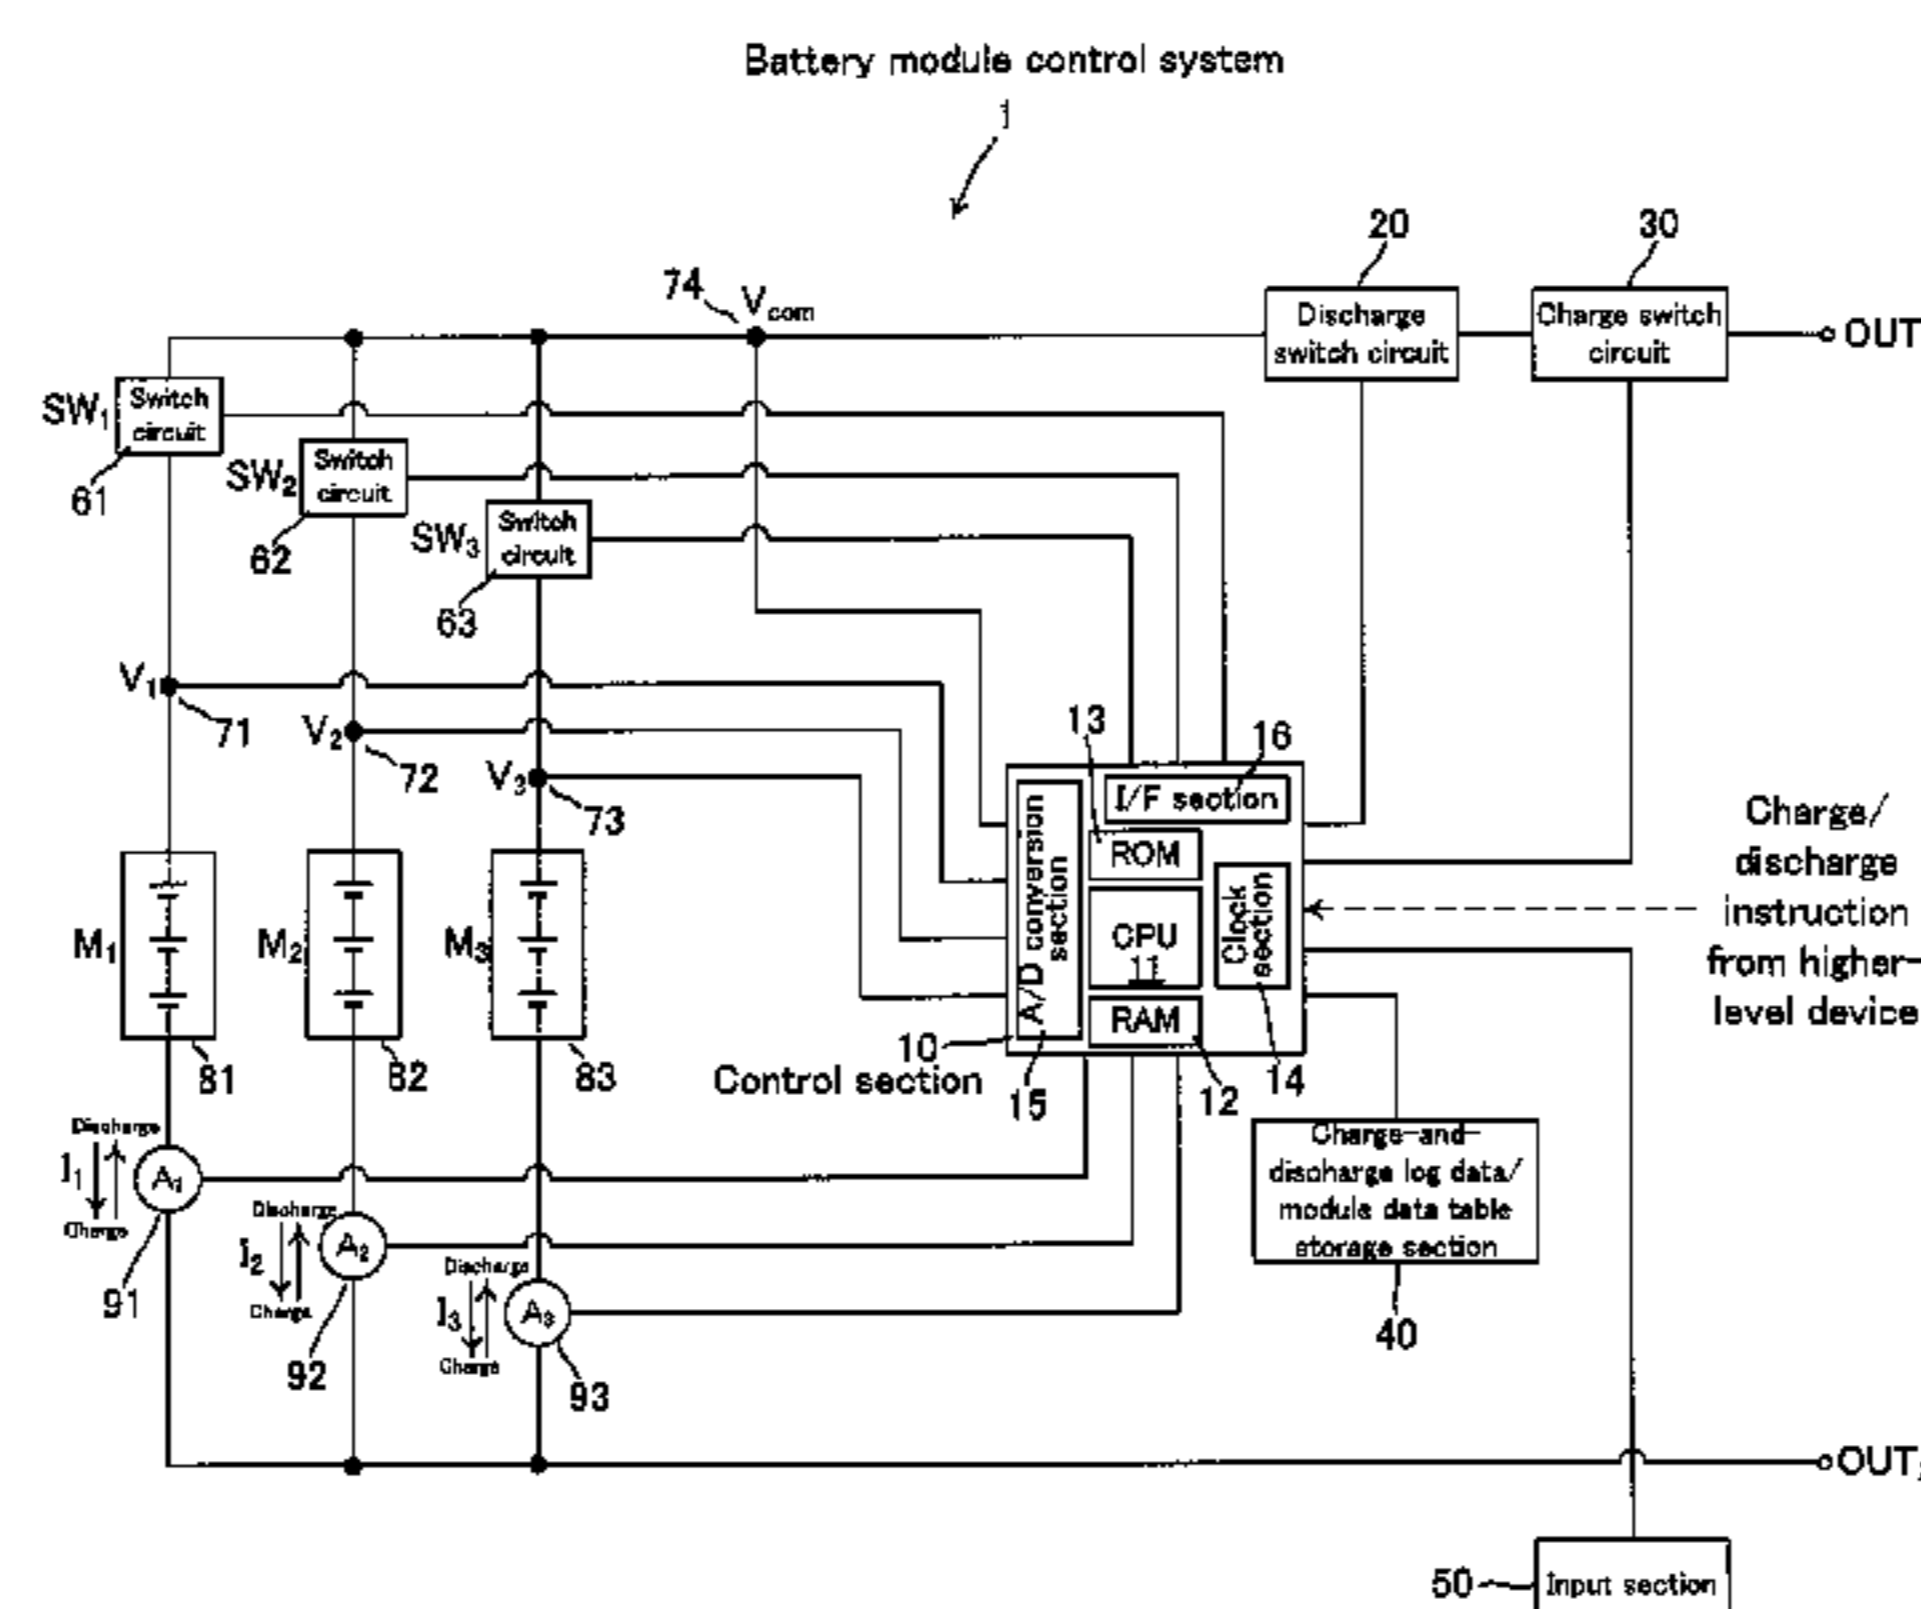 Battery module control system
1
20
30
74
Vcom
Discharge
switch circuit
Charge switch
circuit
OUT
SW1
Switch
circuit
61
SW2
Switch
circuit
62
SW3
Switch
circuit
63
V1
71
V2
72
V3
73
13
16
I/F section
ROM
A/D conversion
section
CPU
11
Clock
section
RAM
10
Control section
15
12
14
Charge/
discharge
instruction
from higher-
level device
M1
M2
M3
81
82
83
Discharge
I1
A1
Charge
91
Discharge
I2
A2
Charge
92
Discharge
I3
A3
Charge
93
Charge-and-
discharge log data/
module data table
storage section
40
OUT
50
Input section